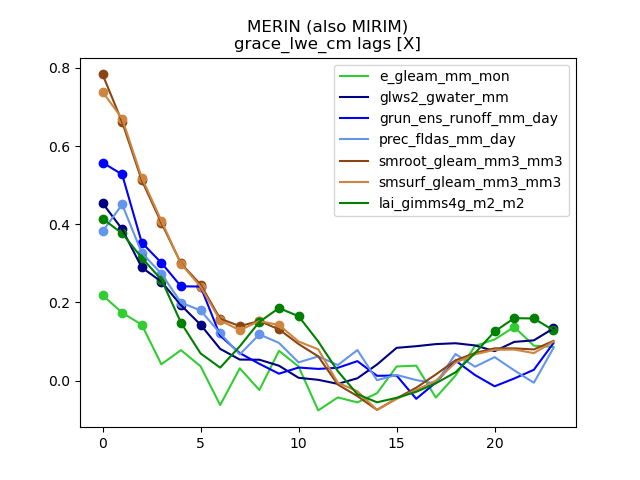 MERIN (also MIRIM)
grace_lwe_cm lags [X]
e_gleam_mm_mon
glws2_gwater_mm
grun_ens_runoff_mm_day
prec_fldas_mm_day
smroot_gleam_mm3_mm3
smsurf_gleam_mm3_mm3
lai_gimms4g_m2_m2
0.8
0.6
0.4
0.2
0.0
0 5 10 15 20